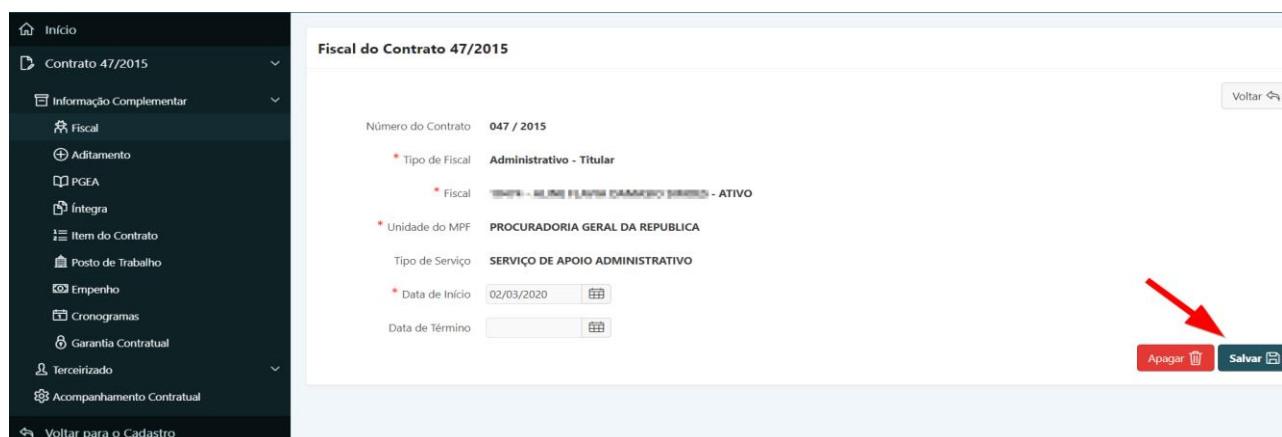 Início
Contrato 47/2015
Informação Complementar
Fiscal
Aditamento
PGEA
Íntegra
Item do Contrato
Posto de Trabalho
Empenho
Cronogramas
Garantia Contratual
Terceirizado
Acompanhamento Contratual
Voltar para o Cadastro
Fiscal do Contrato 47/2015
Voltar
Número do Contrato 047 / 2015
* Tipo de Fiscal Administrativo - Titular
* Fiscal - ATIVO
* Unidade do MPF PROCURADORIA GERAL DA REPUBLICA
Tipo de Serviço SERVIÇO DE APOIO ADMINISTRATIVO
* Data de Início 02/03/2020
Data de Término
Apagar Salvar